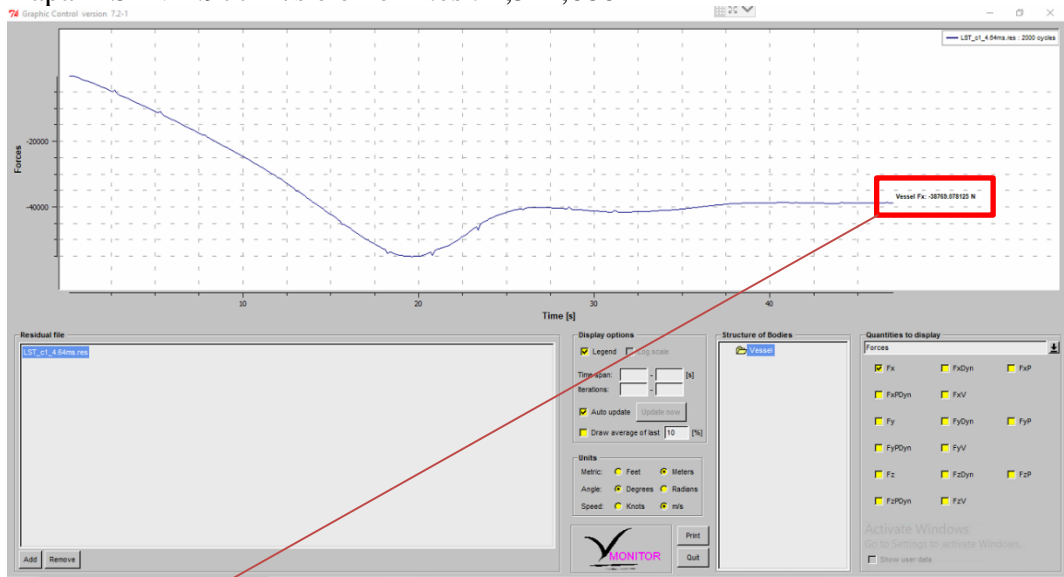 Graphic Control version 7.2-1
LST_c1_4.64ms.res : 2000 cycles
Forces
-20000
-40000
Vessel Fx: -38769.678125 N
10
20
30
40
Time [s]
Residual file
LST_c1_4.64ms.res
Add
Remove
Display options
Legend
Log scale
Time span:
-
[s]
Iterations:
-
Auto update
Update now
Draw average of last
10
[%]
Units
Metric:
Feet
Meters
Angle:
Degrees
Radians
Speed:
Knots
m/s
MONITOR
Print
Quit
Structure of Bodies
Vessel
Quantities to display
Forces
Fx
FxDyn
FxP
FxPDyn
FxV
Fy
FyDyn
FyP
FyPDyn
FyV
Fz
FzDyn
FzP
FzPDyn
FzV
Activate Windows
Go to Settings to activate Windows.
Show user data